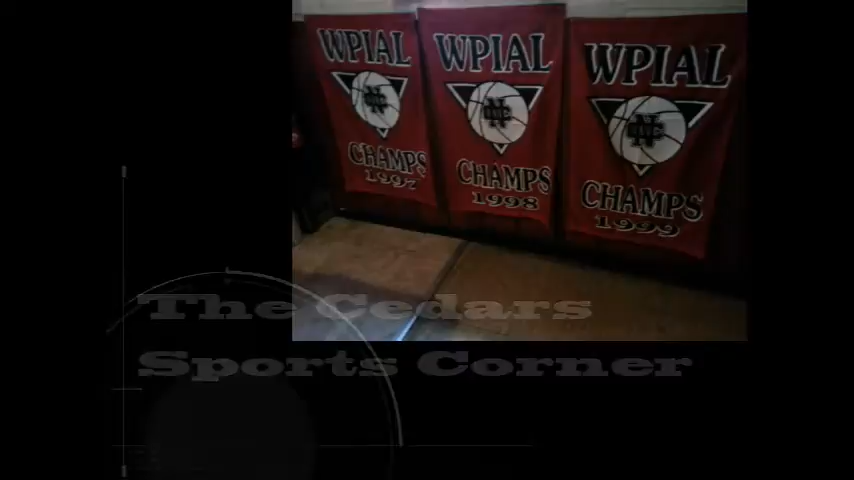 WPIAL
CHAMPS
1997
WPIAL
CHAMPS
1998
WPIAL
CHAMPS
1999
The Cedars
Sports Corner